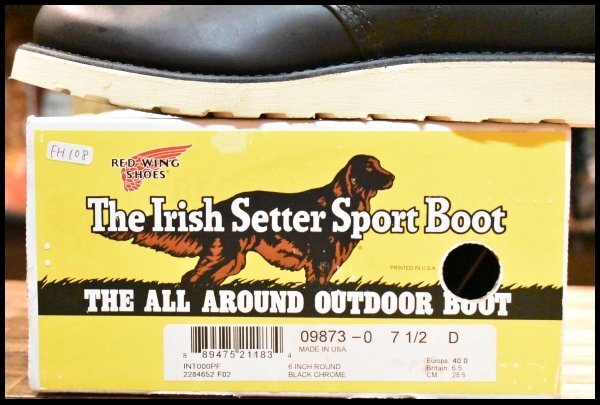 EH108
RED WING
SHOES®
The Irish Setter Sport Boot
PRINTED IN U.S.A.
THE ALL AROUND OUTDOOR BOOT
09873-0 7 1/2 D
MADE IN USA
8 89475 21183 4
INT000PF 6 INCH ROUND
2284652 F02 BLACK CHROME
Europe: 40.0
Britain: 6.5
CM 25.5